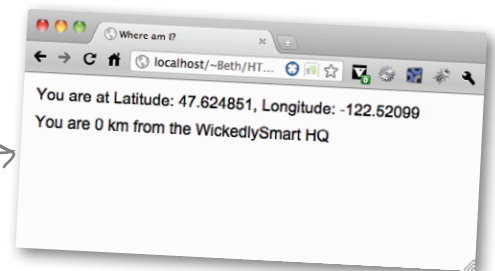 Where am I?
localhost/~Beth/HT...
You are at Latitude: 47.624851, Longitude: -122.52099
You are 0 km from the WickedlySmart HQ